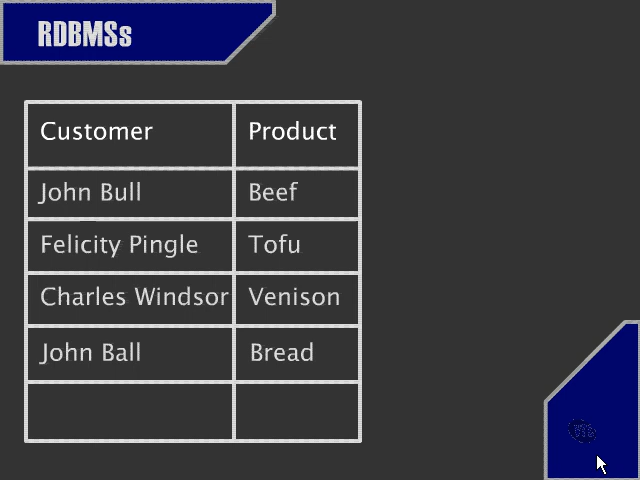 RDBMSs
Customer Product
John Bull Beef
Felicity Pingle Tofu
Charles Windsor Venison
John Ball Bread